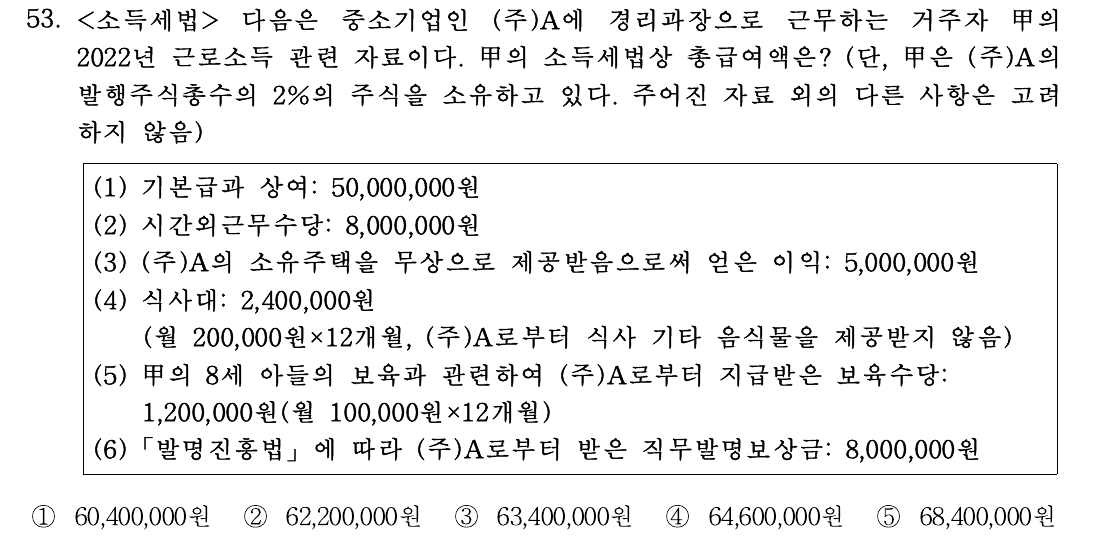 53. <소득세법> 다음은 중소기업인 (주)A에 경리과장으로 근무하는 거주자 甲의
2022년 근로소득 관련 자료이다. 甲의 소득세법상 총급여액은? (단, 甲은 (주)A의
발행주식총수의 2%의 주식을 소유하고 있다. 주어진 자료 외의 다른 사항은 고려
하지 않음)
(1) 기본급과 상여: 50,000,000원
(2) 시간외근무수당: 8,000,000원
(3) (주)A의 소유주택을 무상으로 제공받음으로써 얻은 이익: 5,000,000원
(4) 식사대: 2,400,000원
(월 200,000원×12개월, (주)A로부터 식사 기타 음식물을 제공받지 않음)
(5) 甲의 8세 아들의 보육과 관련하여 (주)A로부터 지급받은 보육수당:
1,200,000원(월 100,000원×12개월)
(6) 「발명진흥법」에 따라 (주)A로부터 받은 직무발명보상금: 8,000,000원
① 60,400,000원 ② 62,200,000원 ③ 63,400,000원 ④ 64,600,000원 ⑤ 68,400,000원